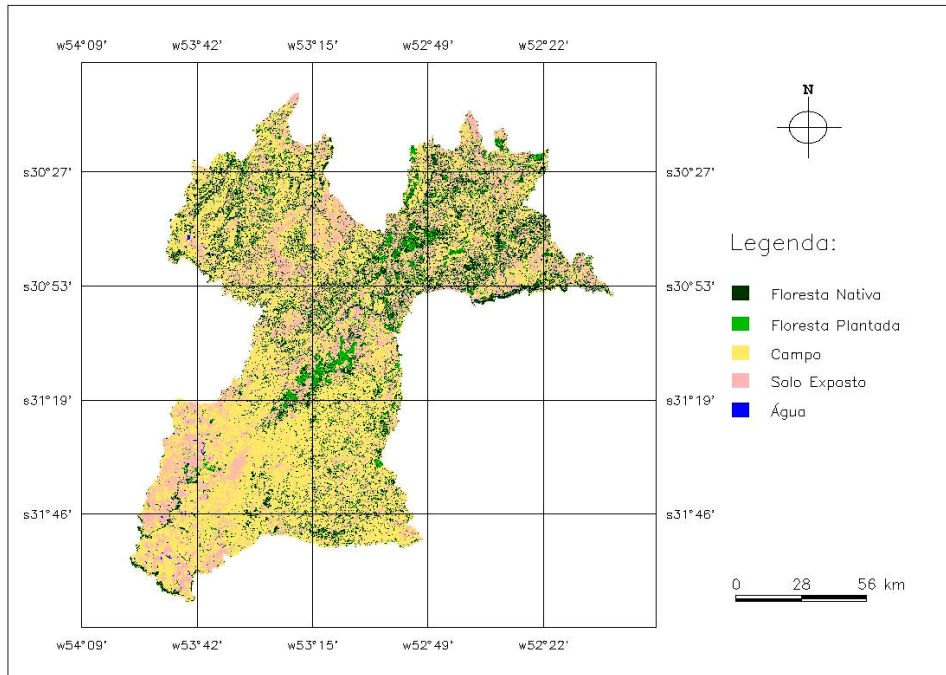 w54°09' w53°42' w53°15' w52°49' w52°22'
N
s30°27' s30°27'
Legenda:
s30°53' s30°53'
Floresta Nativa
Floresta Plantada
Campo
Solo Exposto
s31°19' s31°19'
Água
s31°46' s31°46'
0 28 56 km
w54°09' w53°42' w53°15' w52°49' w52°22'